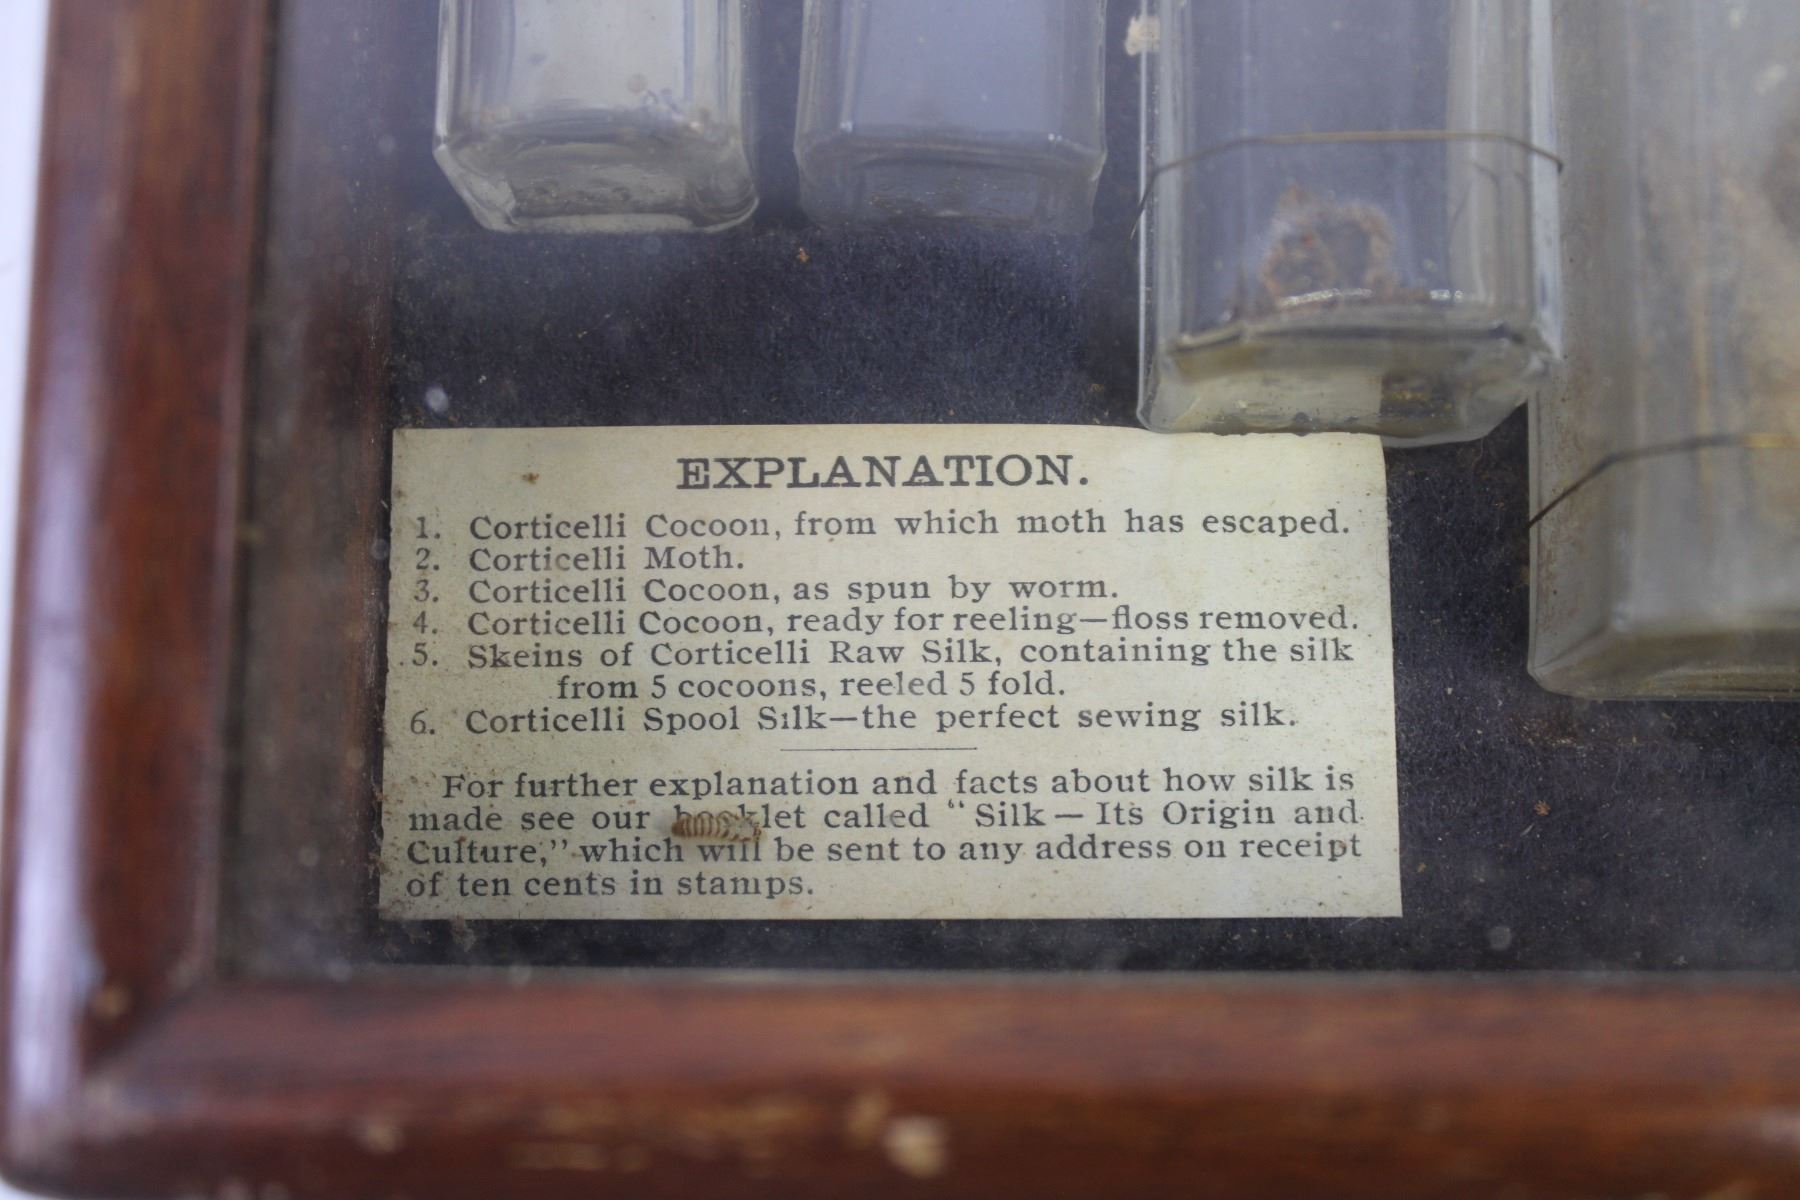 EXPLANATION.
1. Corticelli Cocoon, from which moth has escaped.
2. Corticelli Moth.
3. Corticelli Cocoon, as spun by worm.
4. Corticelli Cocoon, ready for reeling—floss removed.
5. Skeins of Corticelli Raw Silk, containing the silk
from 5 cocoons, reeled 5 fold.
6. Corticelli Spool Silk—the perfect sewing silk.
For further explanation and facts about how silk is
made see our booklet called “Silk — Its Origin and
Culture,” which will be sent to any address on receipt
of ten cents in stamps.